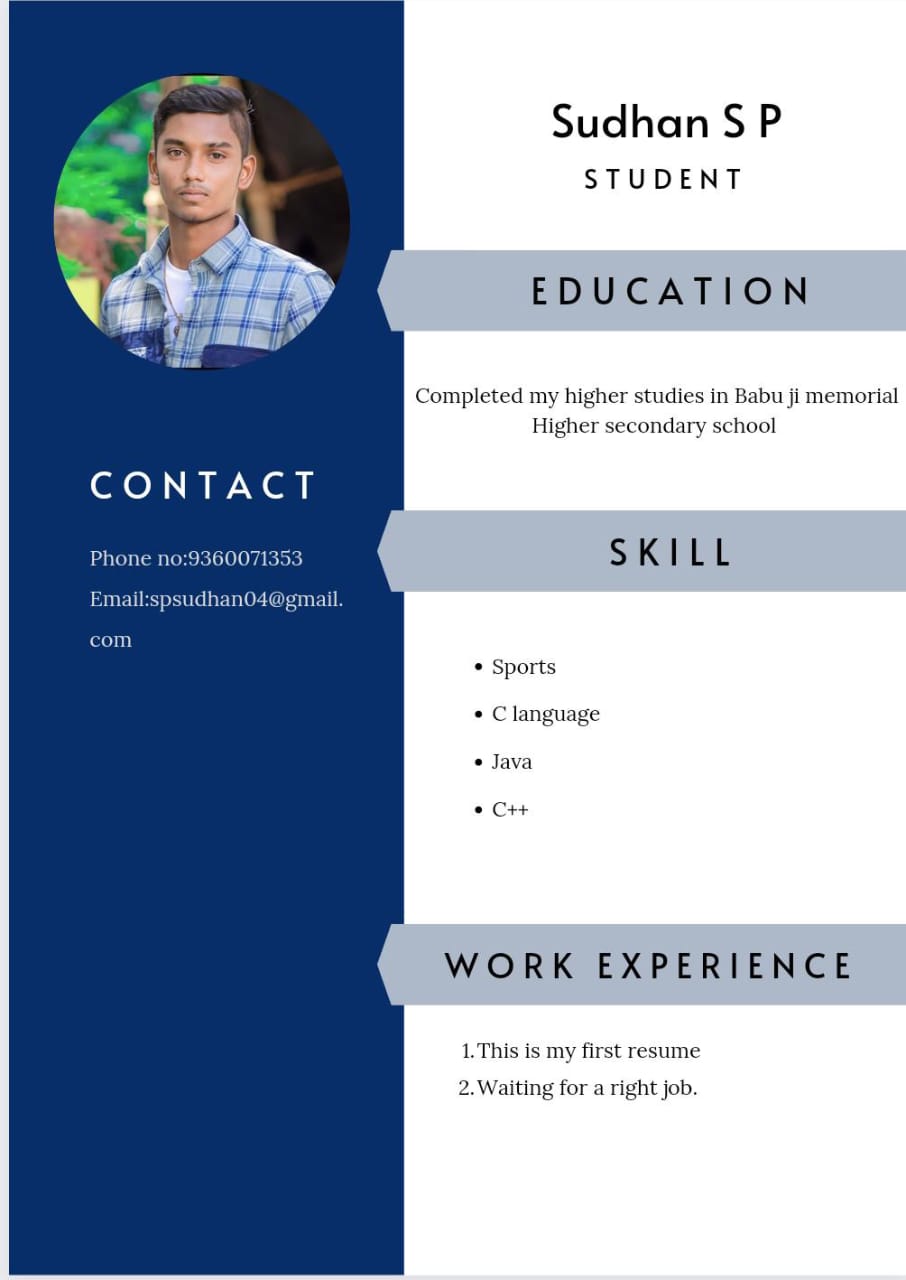 Sudhan S P
STUDENT
EDUCATION
Completed my higher studies in Babu ji memorial
Higher secondary school
CONTACT
Phone no:9360071353
Email:spsudhan04@gmail.
com
SKILL
• Sports
• C language
• Java
• C++
WORK EXPERIENCE
1.This is my first resume
2.Waiting for a right job.